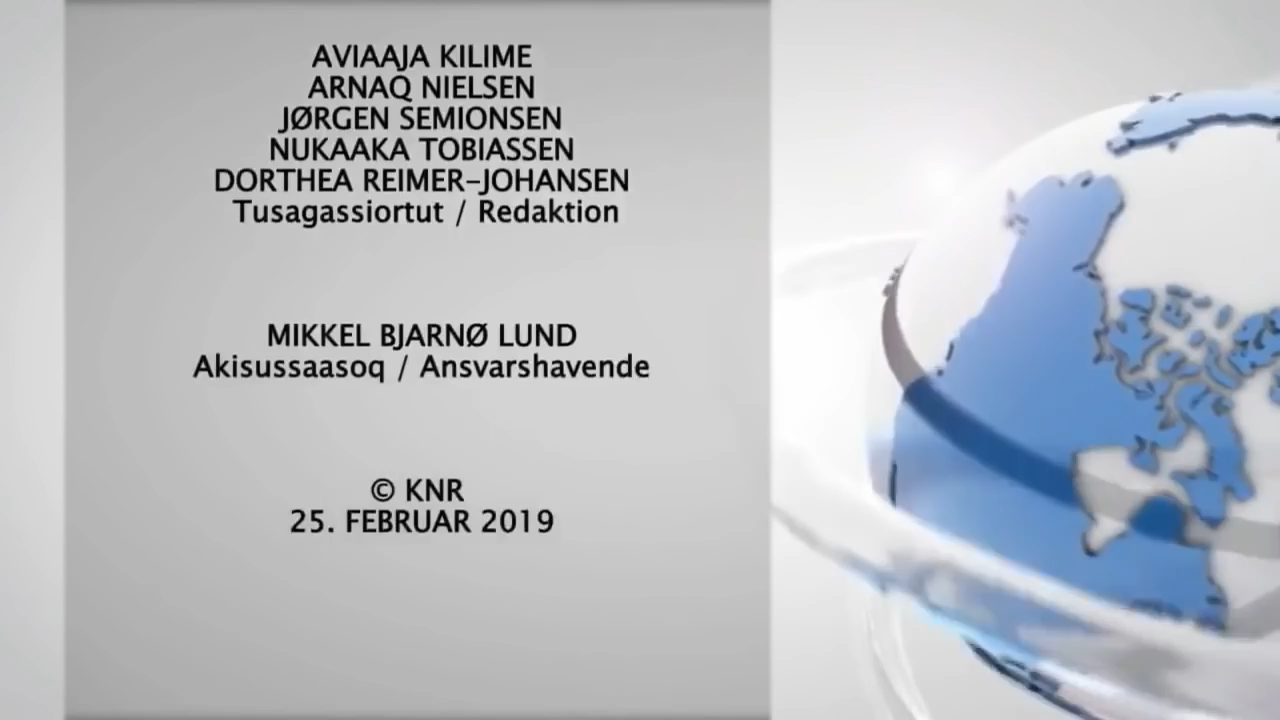 AVIAAJA KILIME
ARNAQ NIELSEN
JØRGEN SEMIONSEN
NUKAAKA TOBIASSEN
DORTHEA REIMER-JOHANSEN
Tusagassiortut / Redaktion
MIKKEL BJARNØ LUND
Akisussaasoq / Ansvarshavende
© KNR
25. FEBRUAR 2019